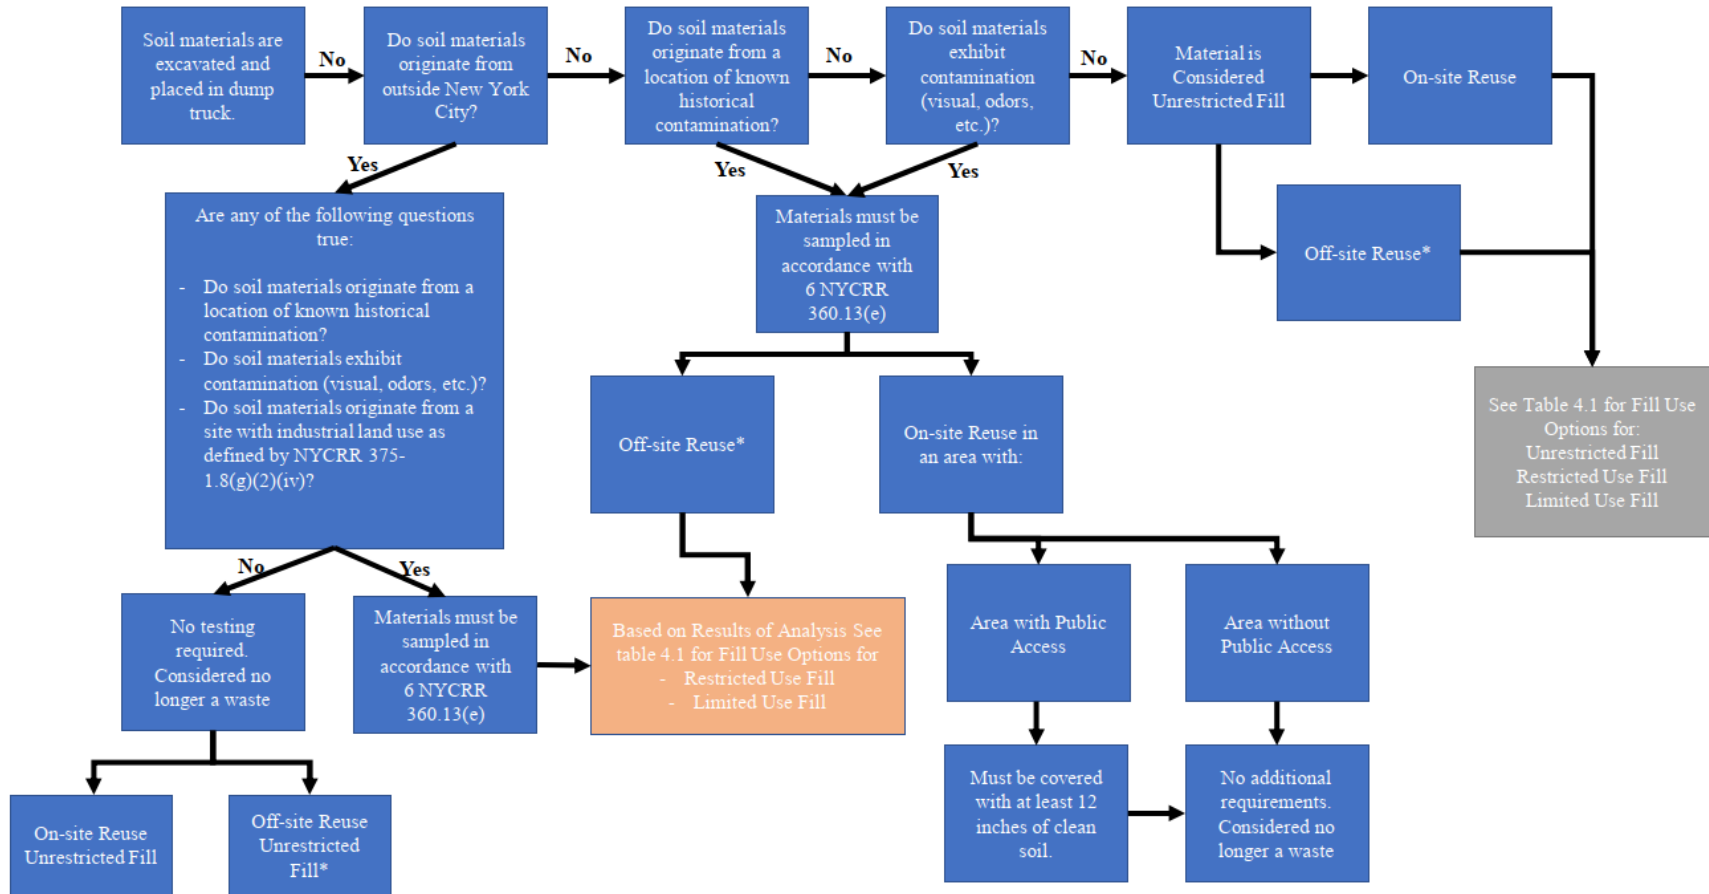 Soil materials are
excavated and
placed in dump
truck.
No
Do soil materials
originate from
outside New York
City?
No
Do soil materials
originate from a
location of known
historical
contamination?
No
Do soil materials
exhibit
contamination
(visual, odors,
etc.)?
No
Material is
Considered
Unrestricted Fill
On-site Reuse
Yes
Yes
Yes
Off-site Reuse*
Are any of the following questions
true:
- Do soil materials originate from a
location of known historical
contamination?
- Do soil materials exhibit
contamination (visual, odors, etc.)?
- Do soil materials originate from a
site with industrial land use as
defined by NYCRR 375-
1.8(g)(2)(iv)?
Materials must be
sampled in
accordance with
6 NYCRR
360.13(e)
Off-site Reuse*
On-site Reuse in
an area with:
See Table 4.1 for Fill Use
Options for:
Unrestricted Fill
Restricted Use Fill
Limited Use Fill
No
Yes
No testing
required.
Considered no
longer a waste
Materials must be
sampled in
accordance with
6 NYCRR
360.13(e)
Based on Results of Analysis See
table 4.1 for Fill Use Options for
- Restricted Use Fill
- Limited Use Fill
Area with Public
Access
Area without
Public Access
On-site Reuse
Unrestricted Fill
Off-site Reuse
Unrestricted
Fill*
Must be covered
with at least 12
inches of clean
soil.
No additional
requirements.
Considered no
longer a waste